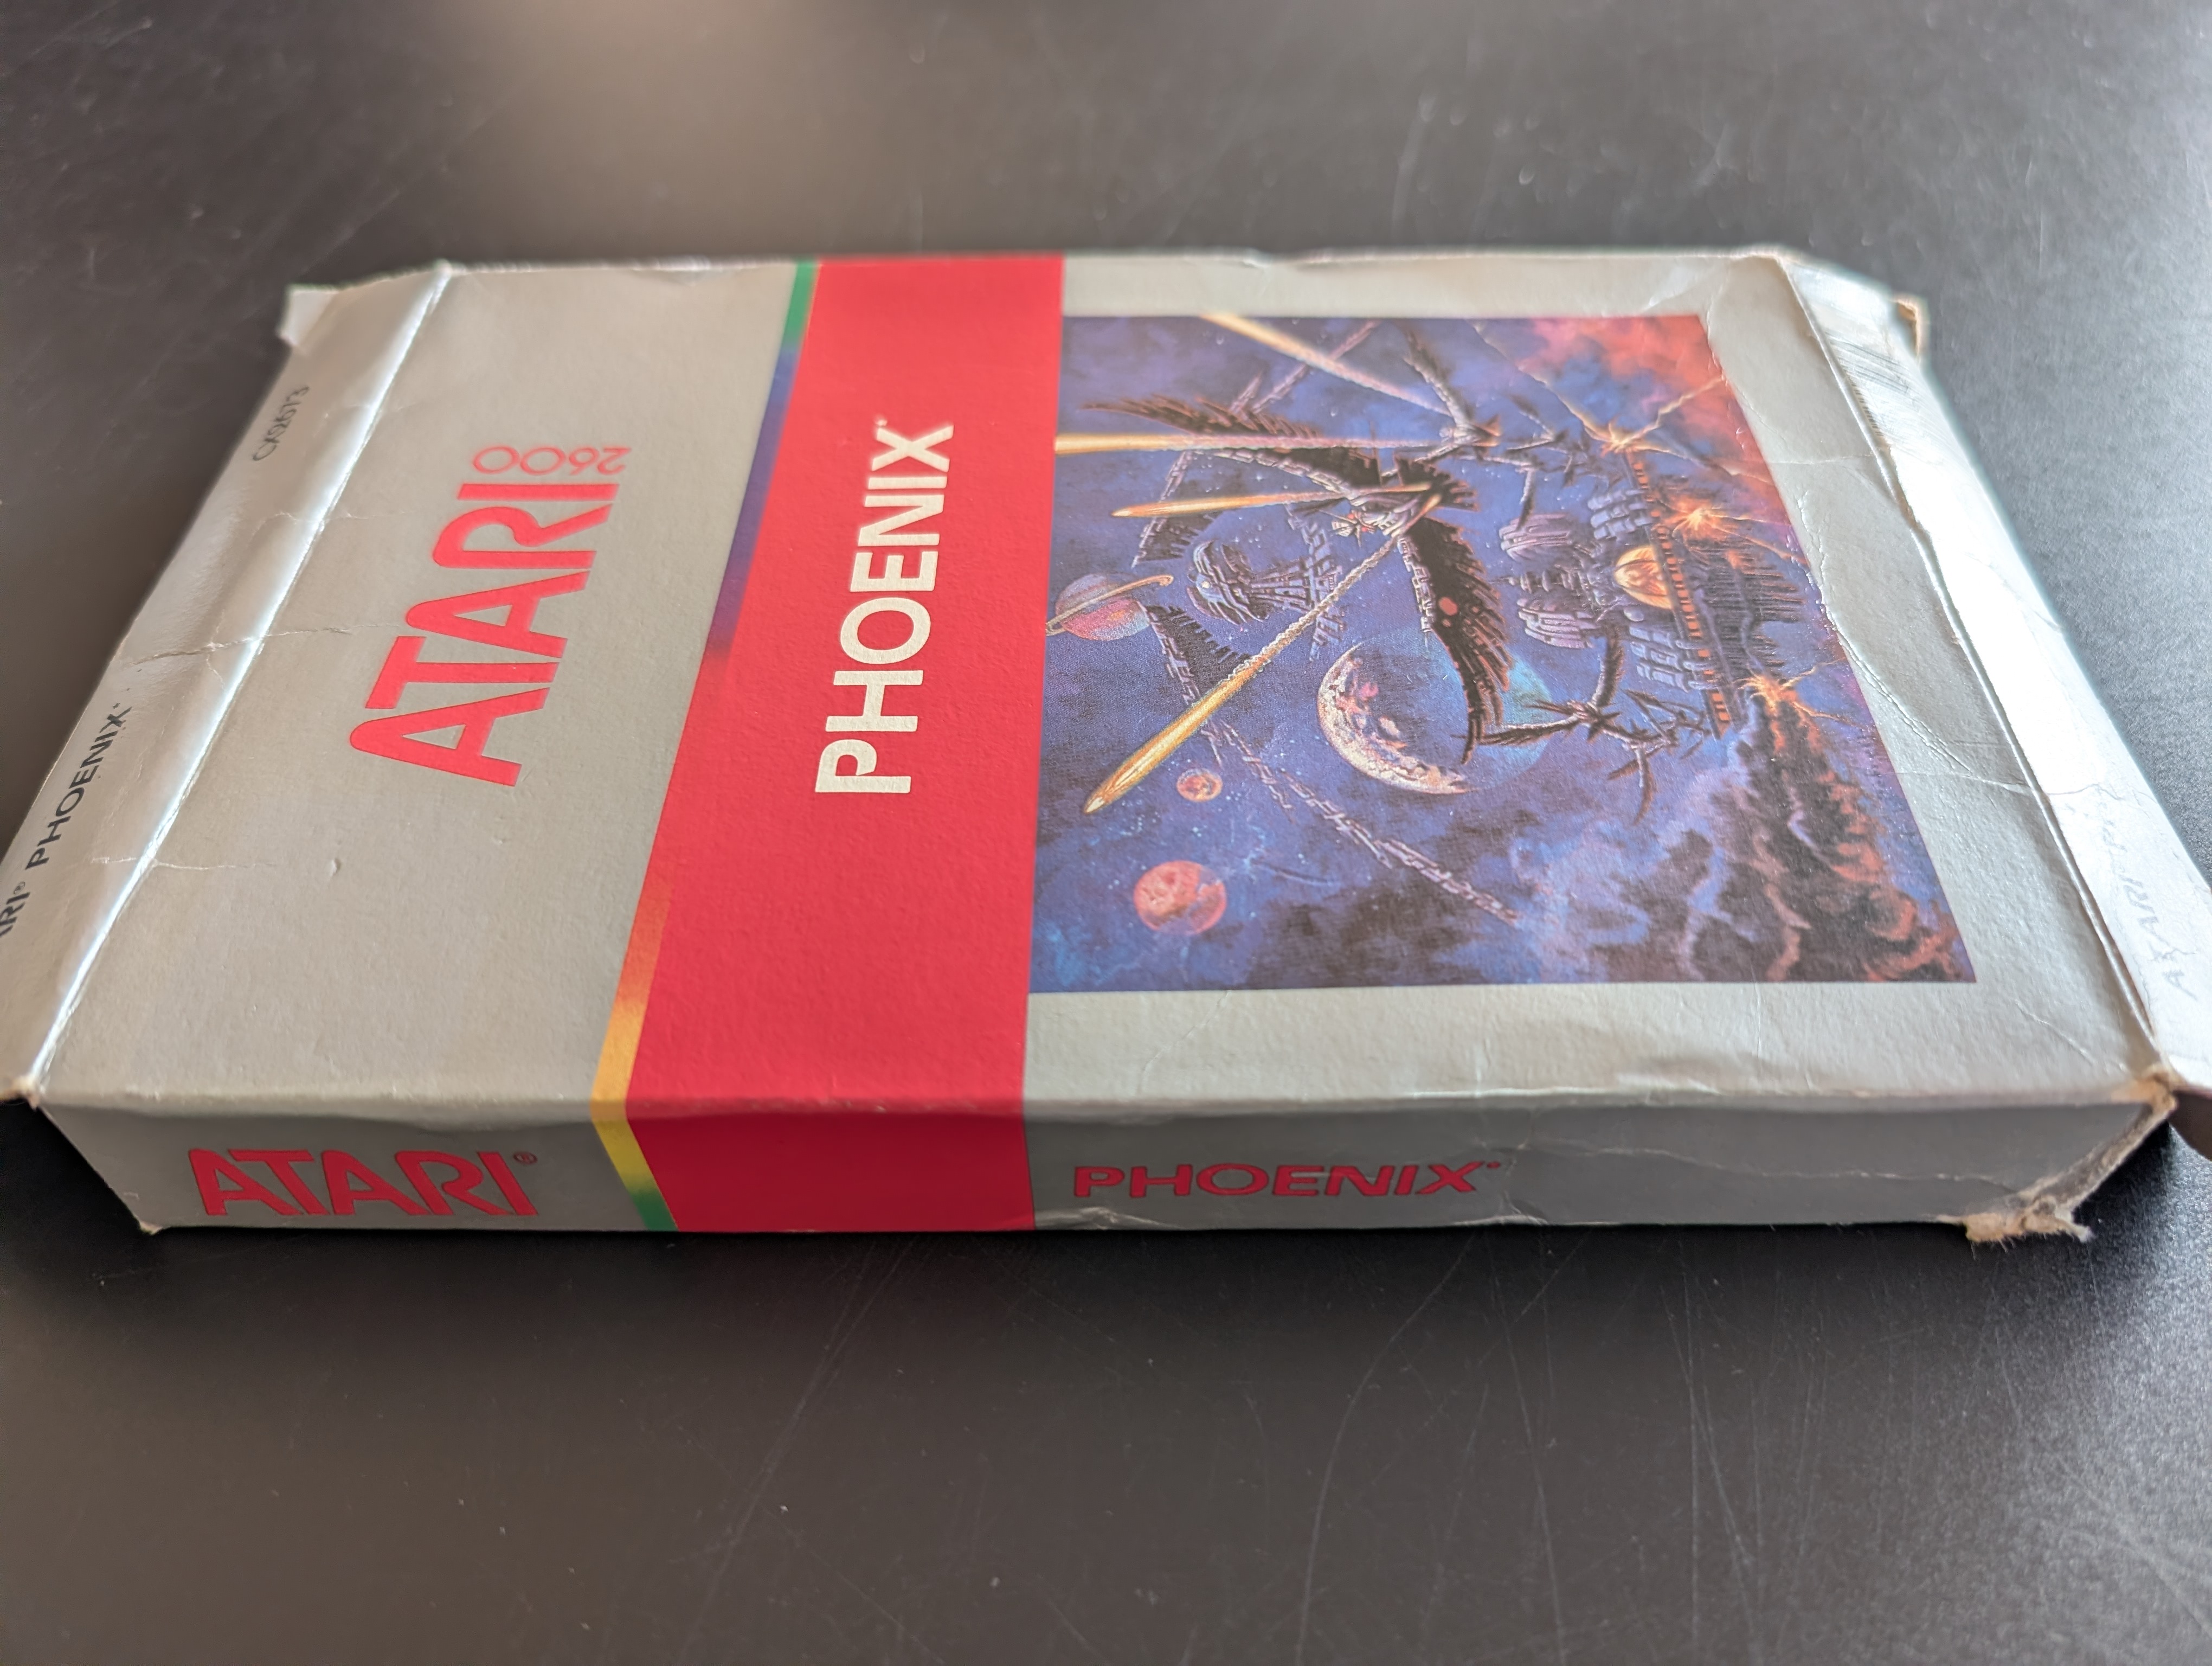 ATARI 2600
PHOENIX
CX2673
PHOENIX
ATARI®
PHOENIX
ATARI